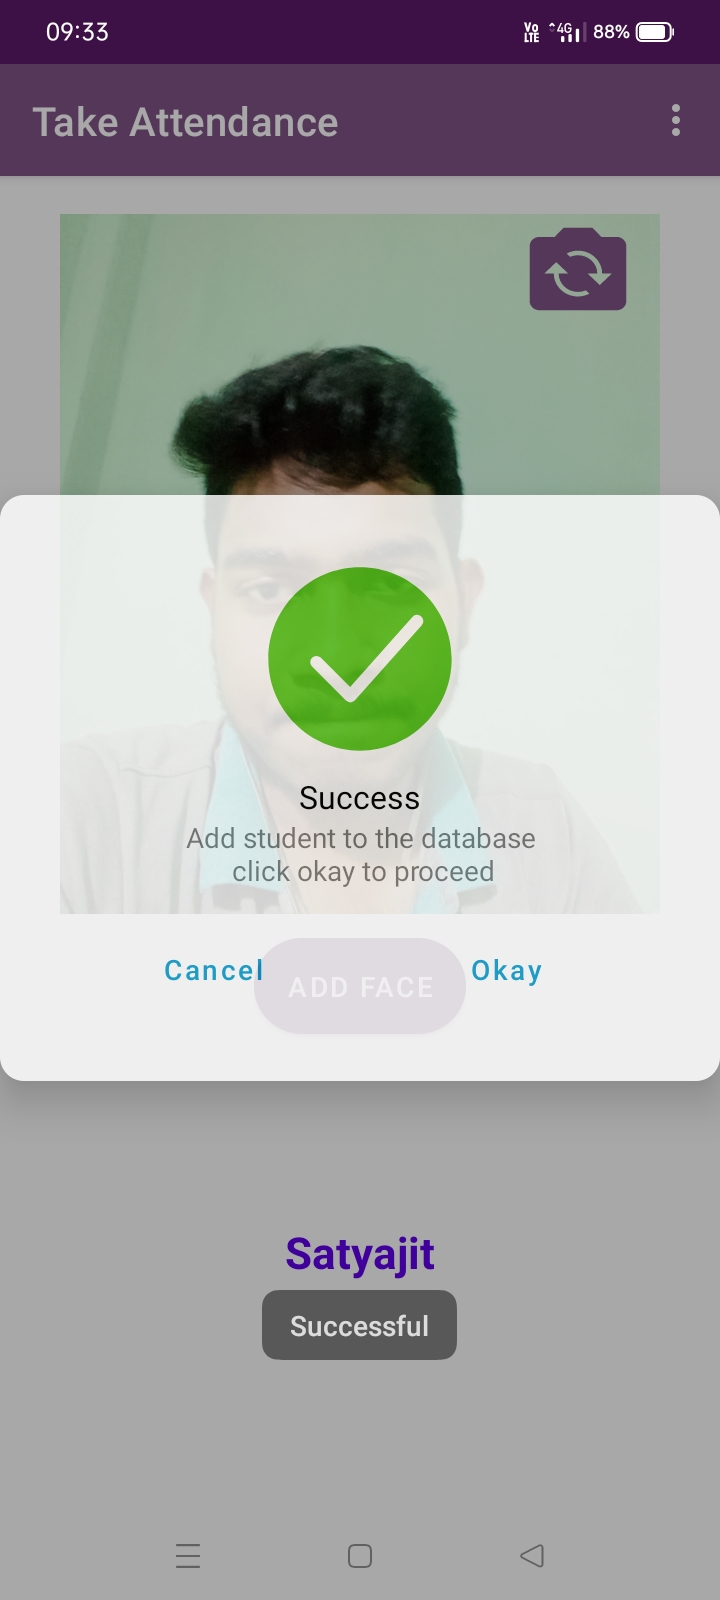 09:33
Vo LTE 4G 88%
Take Attendance
Success
Add student to the database
click okay to proceed
Cancel ADD FACE Okay
Satyajit
Successful